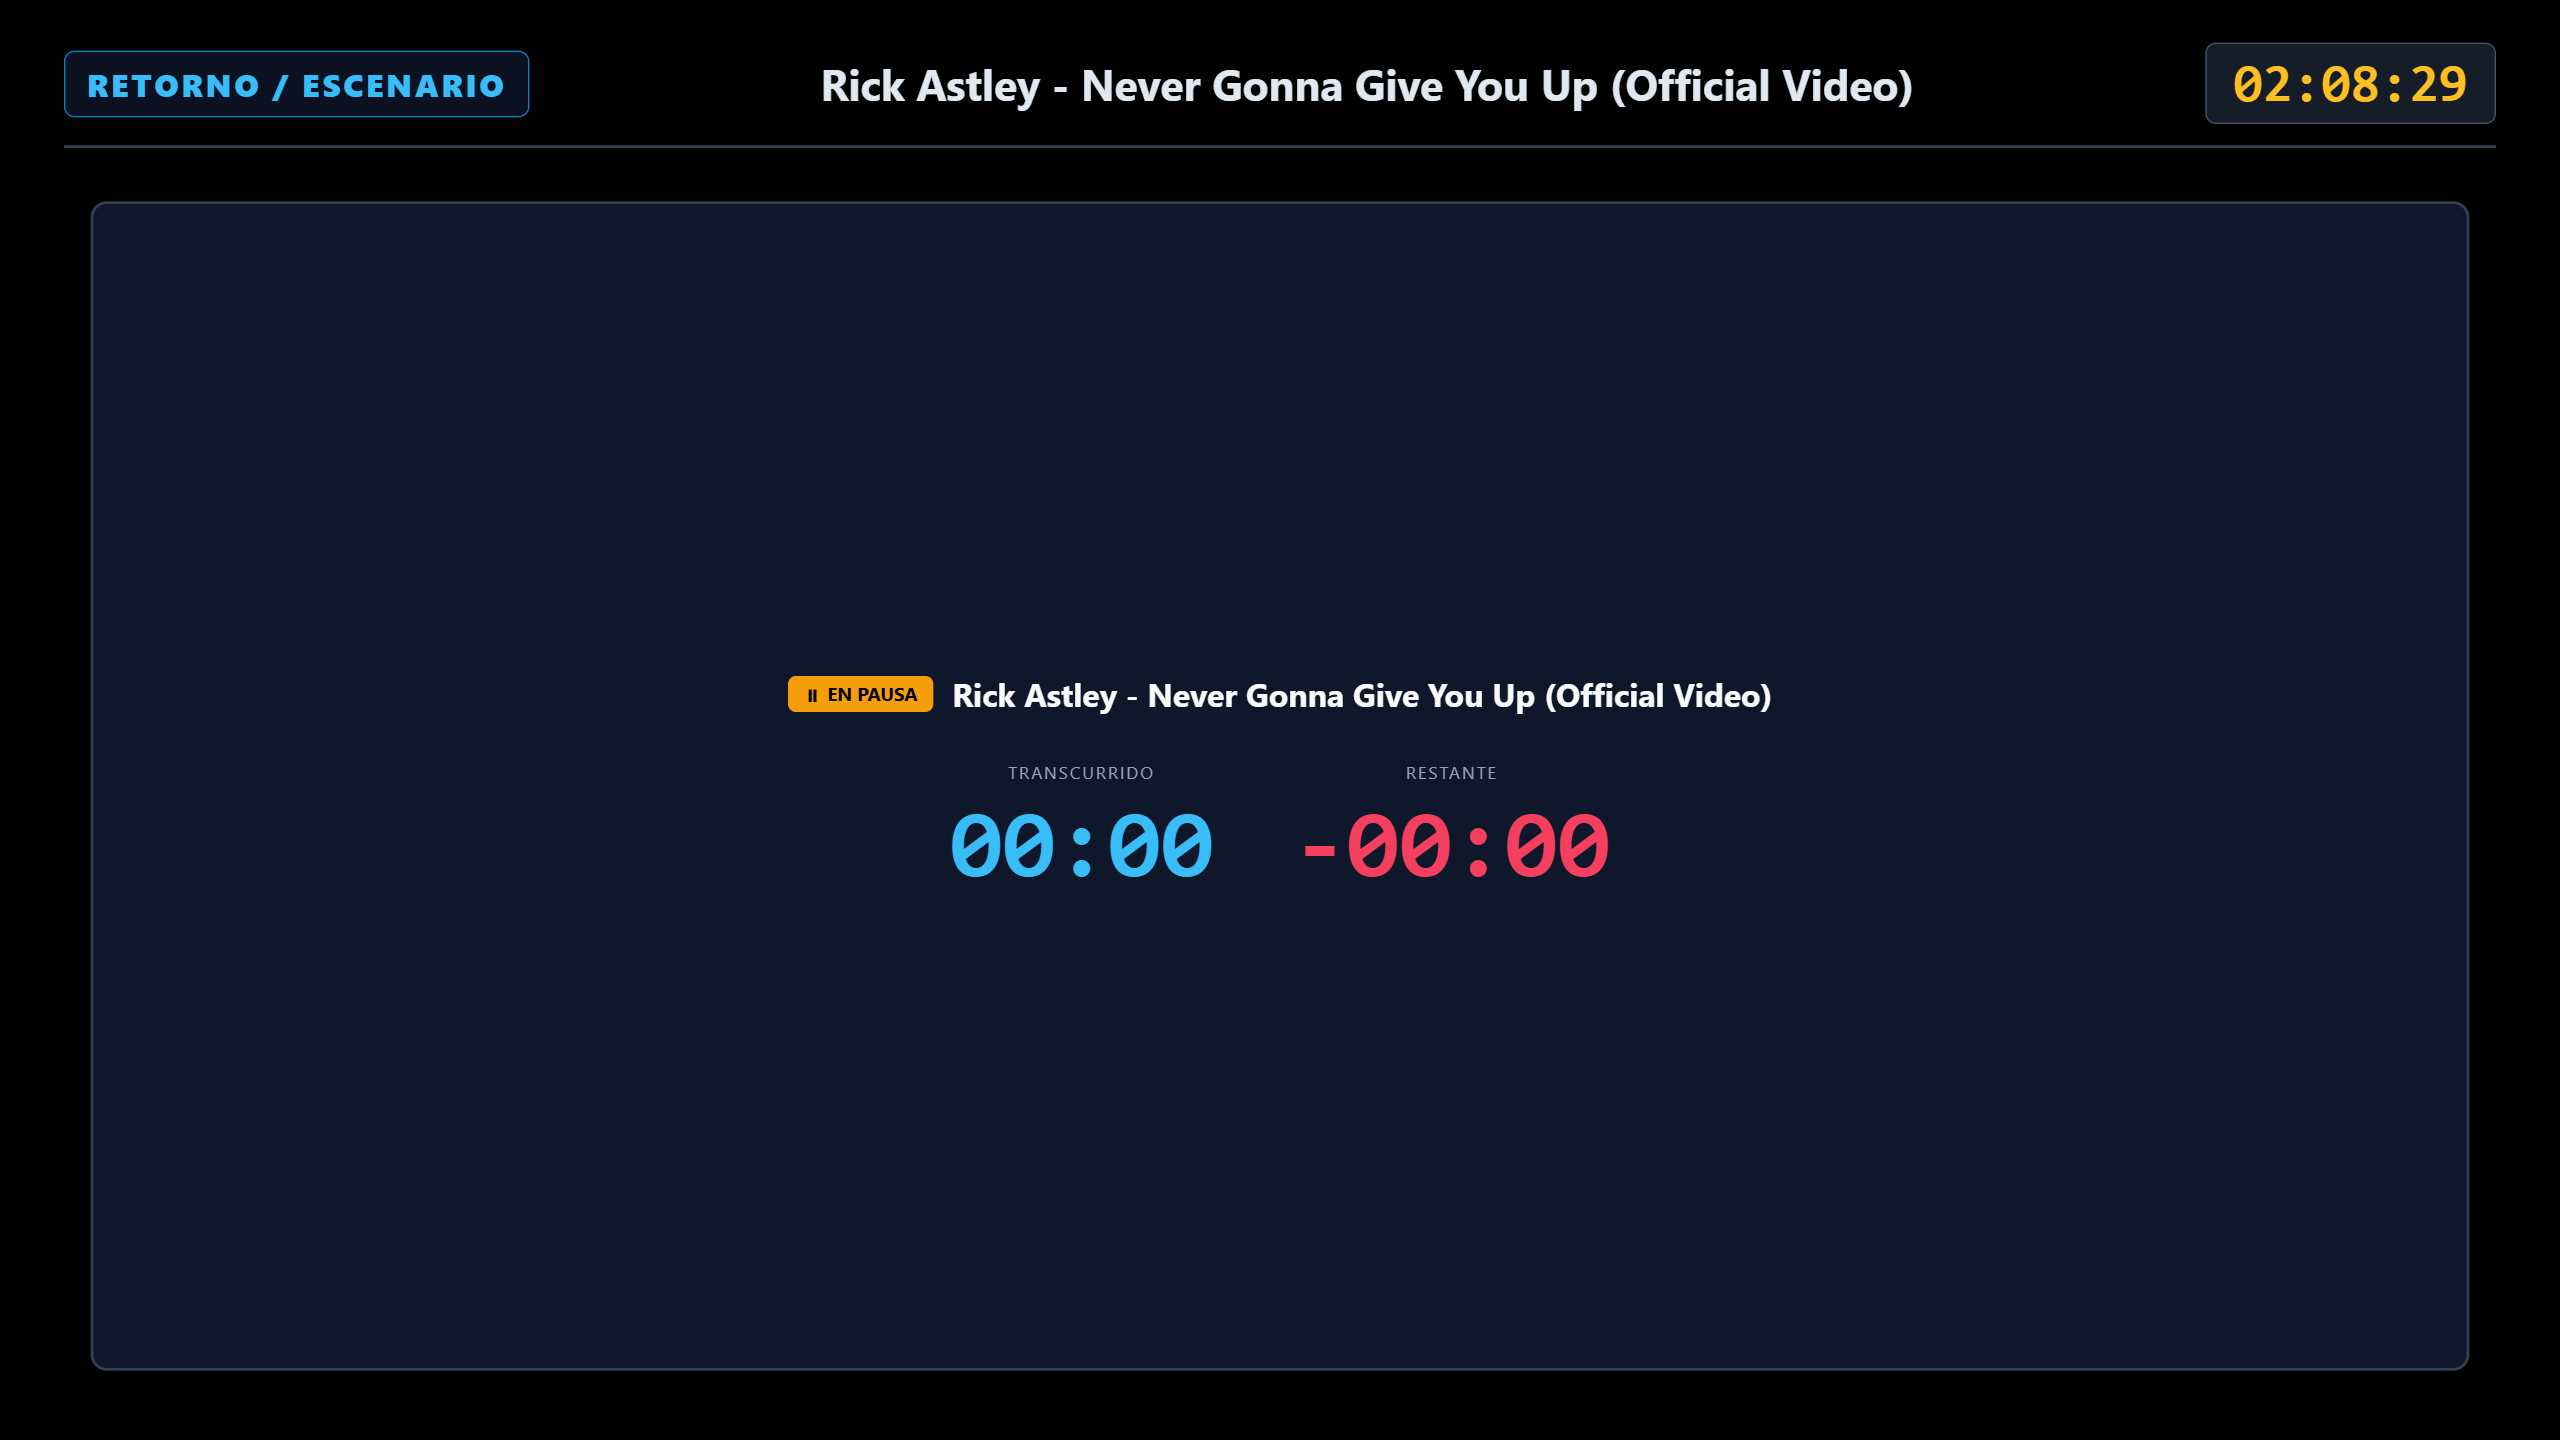 RETORNO / ESCENARIO
Rick Astley - Never Gonna Give You Up (Official Video)
02:08:29
⏸ EN PAUSA
Rick Astley - Never Gonna Give You Up (Official Video)
TRANSCURRIDO
00:00
RESTANTE
-00:00